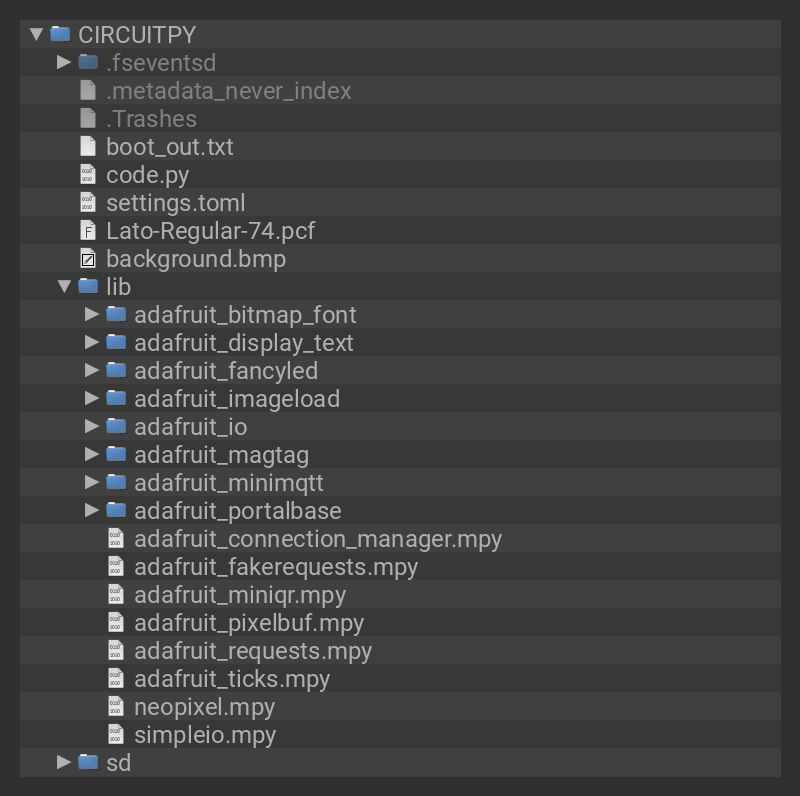 CIRCUITPY
.fseventsd
.metadata_never_index
.Trashes
boot_out.txt
code.py
settings.toml
Lato-Regular-74.pcf
background.bmp
lib
adafruit_bitmap_font
adafruit_display_text
adafruit_fancyled
adafruit_imageload
adafruit_io
adafruit_magtag
adafruit_minimqtt
adafruit_portalbase
adafruit_connection_manager.mpy
adafruit_fakerequests.mpy
adafruit_miniqr.mpy
adafruit_pixelbuf.mpy
adafruit_requests.mpy
adafruit_ticks.mpy
neopixel.mpy
simpleio.mpy
sd